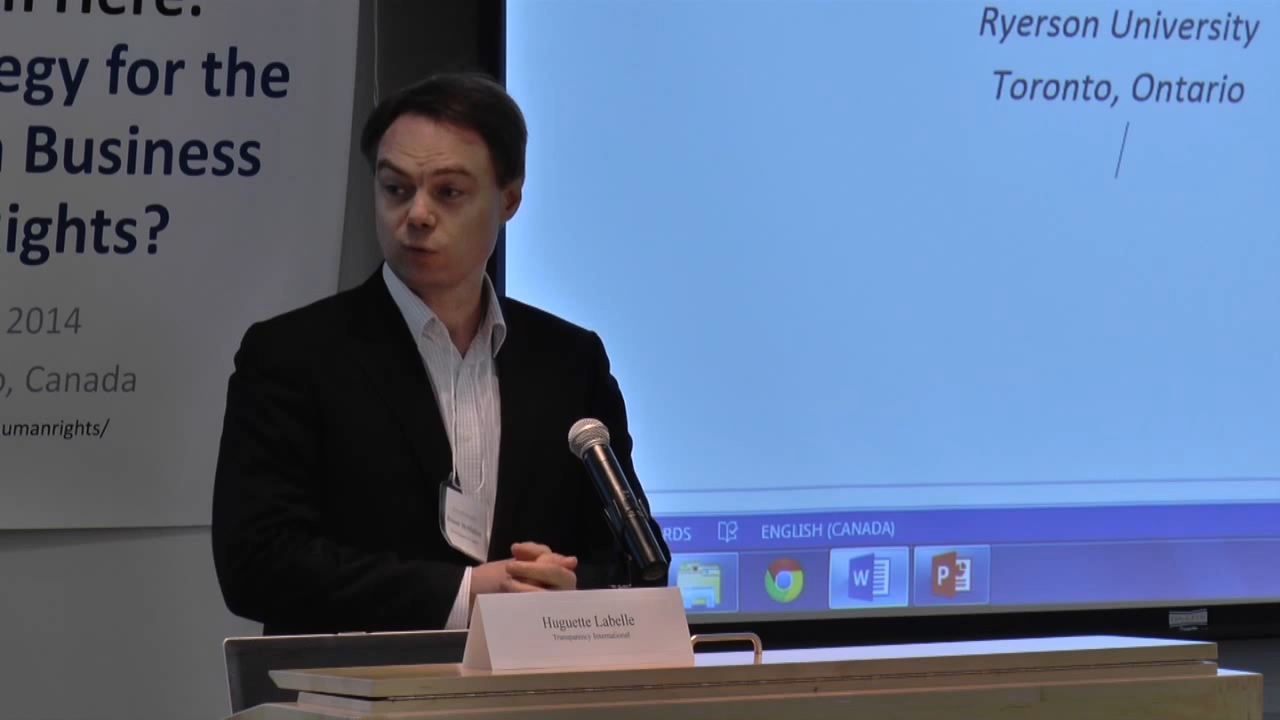 here:
egy for the
Business
ights?
2014
, Canada
umanrights/
Ryerson University
Toronto, Ontario
RDS
ENGLISH (CANADA)
W
P
Huguette Labelle
Transparency International